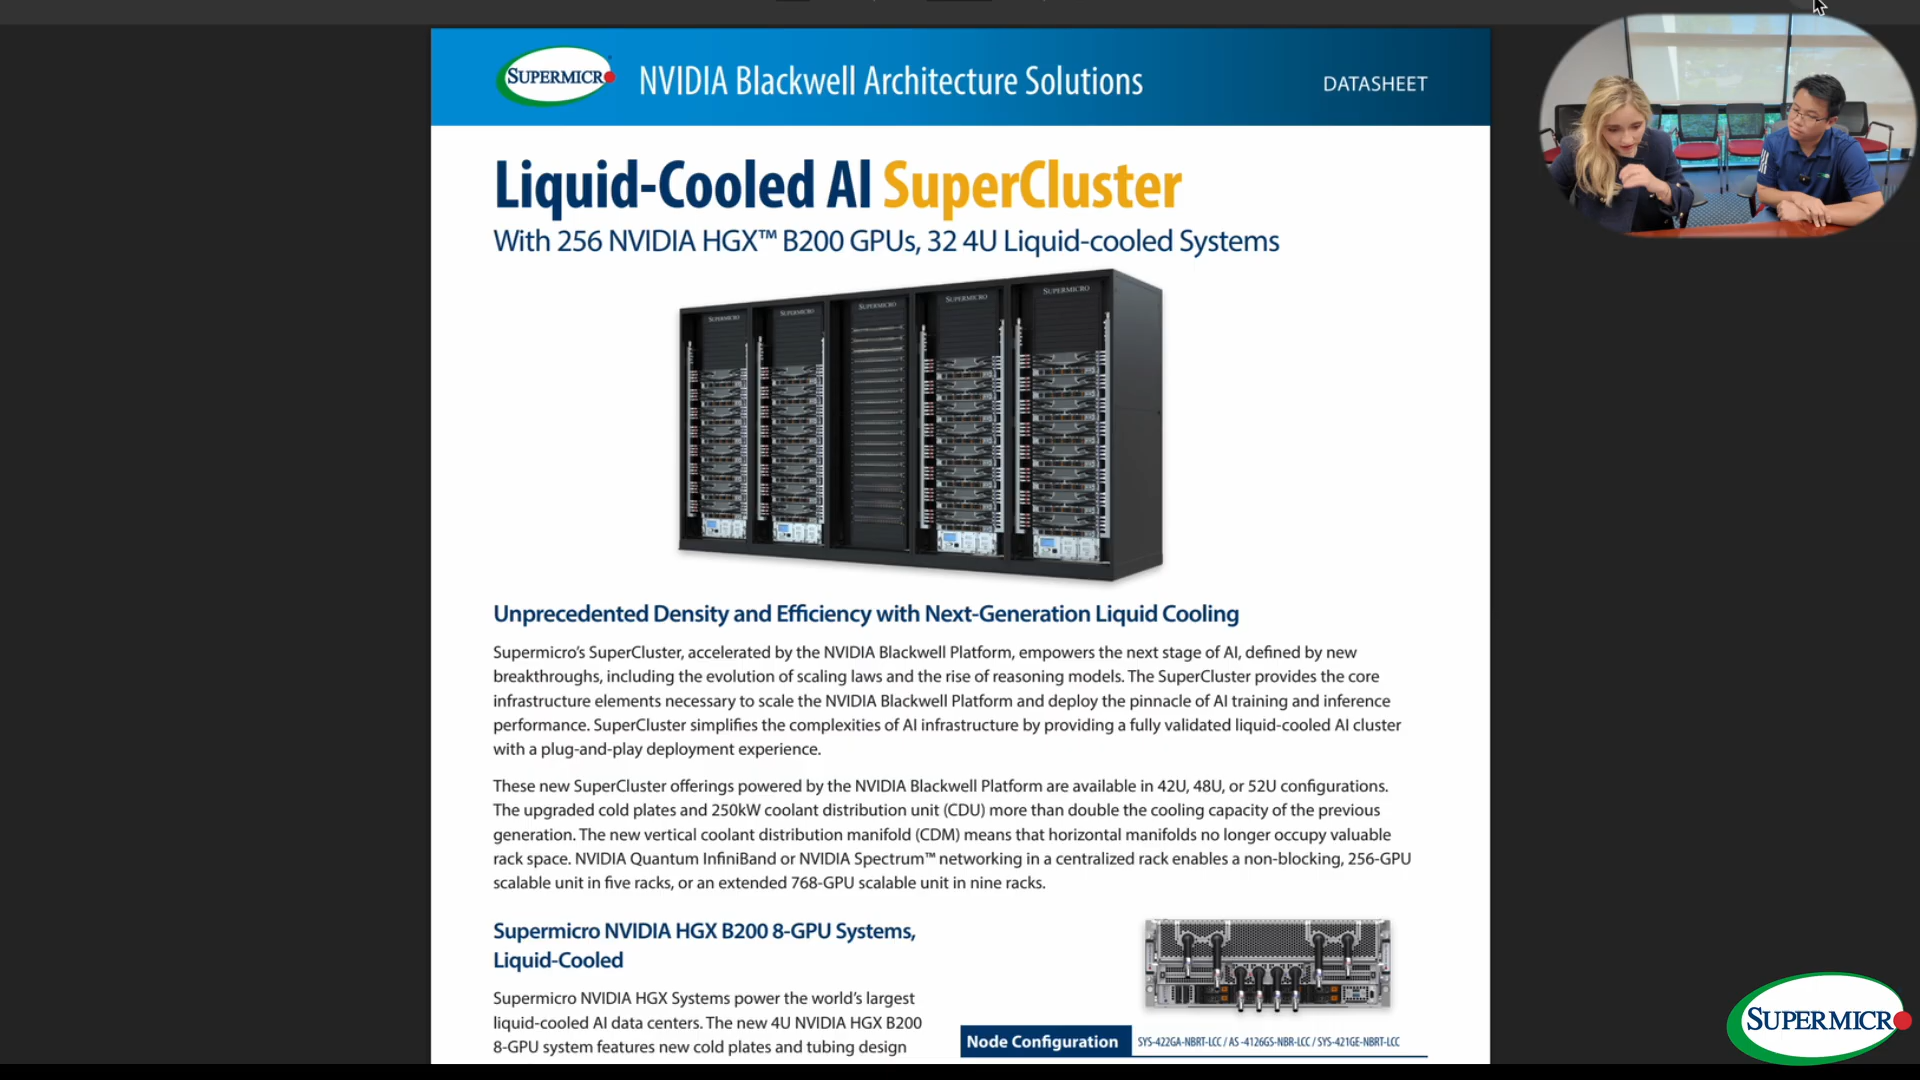 SUPERMICRO
NVIDIA Blackwell Architecture Solutions
DATASHEET
Liquid-Cooled AI SuperCluster
With 256 NVIDIA HGX™ B200 GPUs, 32 4U Liquid-cooled Systems
SUPERMICRO
SUPERMICRO
SUPERMICRO
SUPERMICRO
SUPERMICRO
Unprecedented Density and Efficiency with Next-Generation Liquid Cooling
Supermicro's SuperCluster, accelerated by the NVIDIA Blackwell Platform, empowers the next stage of AI, defined by new
breakthroughs, including the evolution of scaling laws and the rise of reasoning models. The SuperCluster provides the core
infrastructure elements necessary to scale the NVIDIA Blackwell Platform and deploy the pinnacle of AI training and inference
performance. SuperCluster simplifies the complexities of AI infrastructure by providing a fully validated liquid-cooled AI cluster
with a plug-and-play deployment experience.
These new SuperCluster offerings powered by the NVIDIA Blackwell Platform are available in 42U, 48U, or 52U configurations.
The upgraded cold plates and 250kW coolant distribution unit (CDU) more than double the cooling capacity of the previous
generation. The new vertical coolant distribution manifold (CDM) means that horizontal manifolds no longer occupy valuable
rack space. NVIDIA Quantum InfiniBand or NVIDIA Spectrum™ networking in a centralized rack enables a non-blocking, 256-GPU
scalable unit in five racks, or an extended 768-GPU scalable unit in nine racks.
Supermicro NVIDIA HGX B200 8-GPU Systems,
Liquid-Cooled
Supermicro NVIDIA HGX Systems power the world's largest
liquid-cooled AI data centers. The new 4U NVIDIA HGX B200
8-GPU system features new cold plates and tubing design
Node Configuration
SYS-422GA-NBRT-LCC / AS -4126GS-NBR-LCC / SYS-421GE-NBRT-LCC
SUPERMICRO